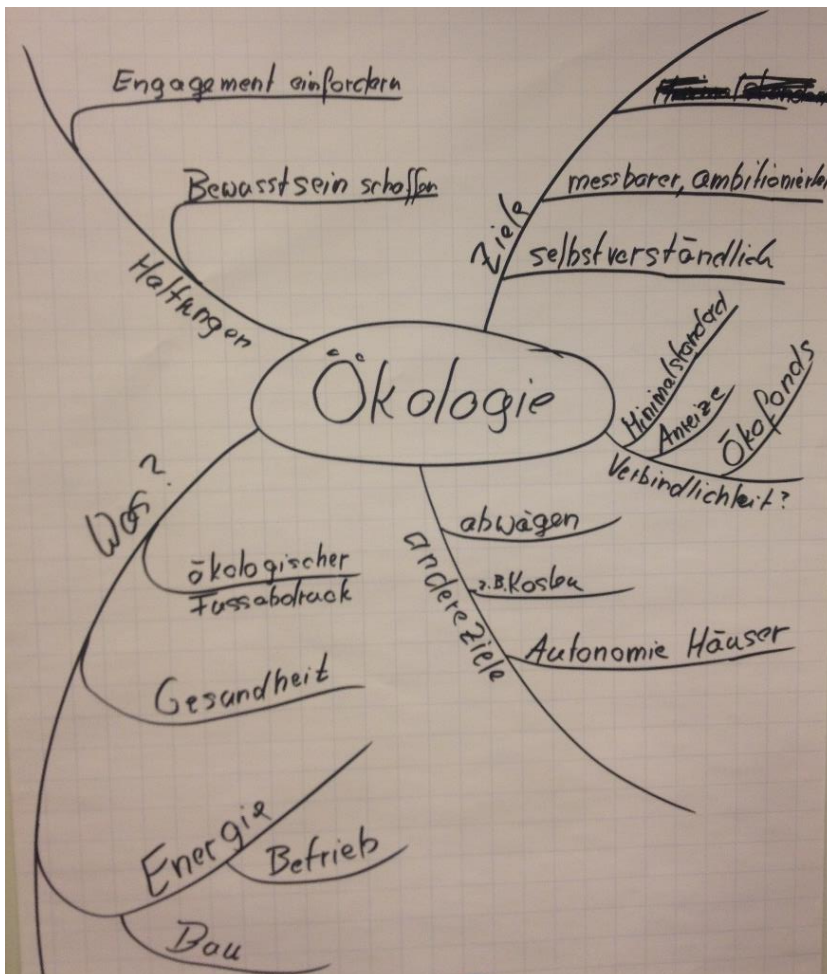 Ökologie
Haltungen
Engagement einfordern
Bewusstsein schaffen
Ziele
messbarer, ambitionierter
selbstverständlich
Verbindlichkeit?
Minimalstandard
Anreize
Ökofonds
andere Ziele
abwägen
z.B. Kosten
Autonomie Häuser
Was?
ökologischer
Fussabdruck
Gesundheit
Energie
Betrieb
Bau